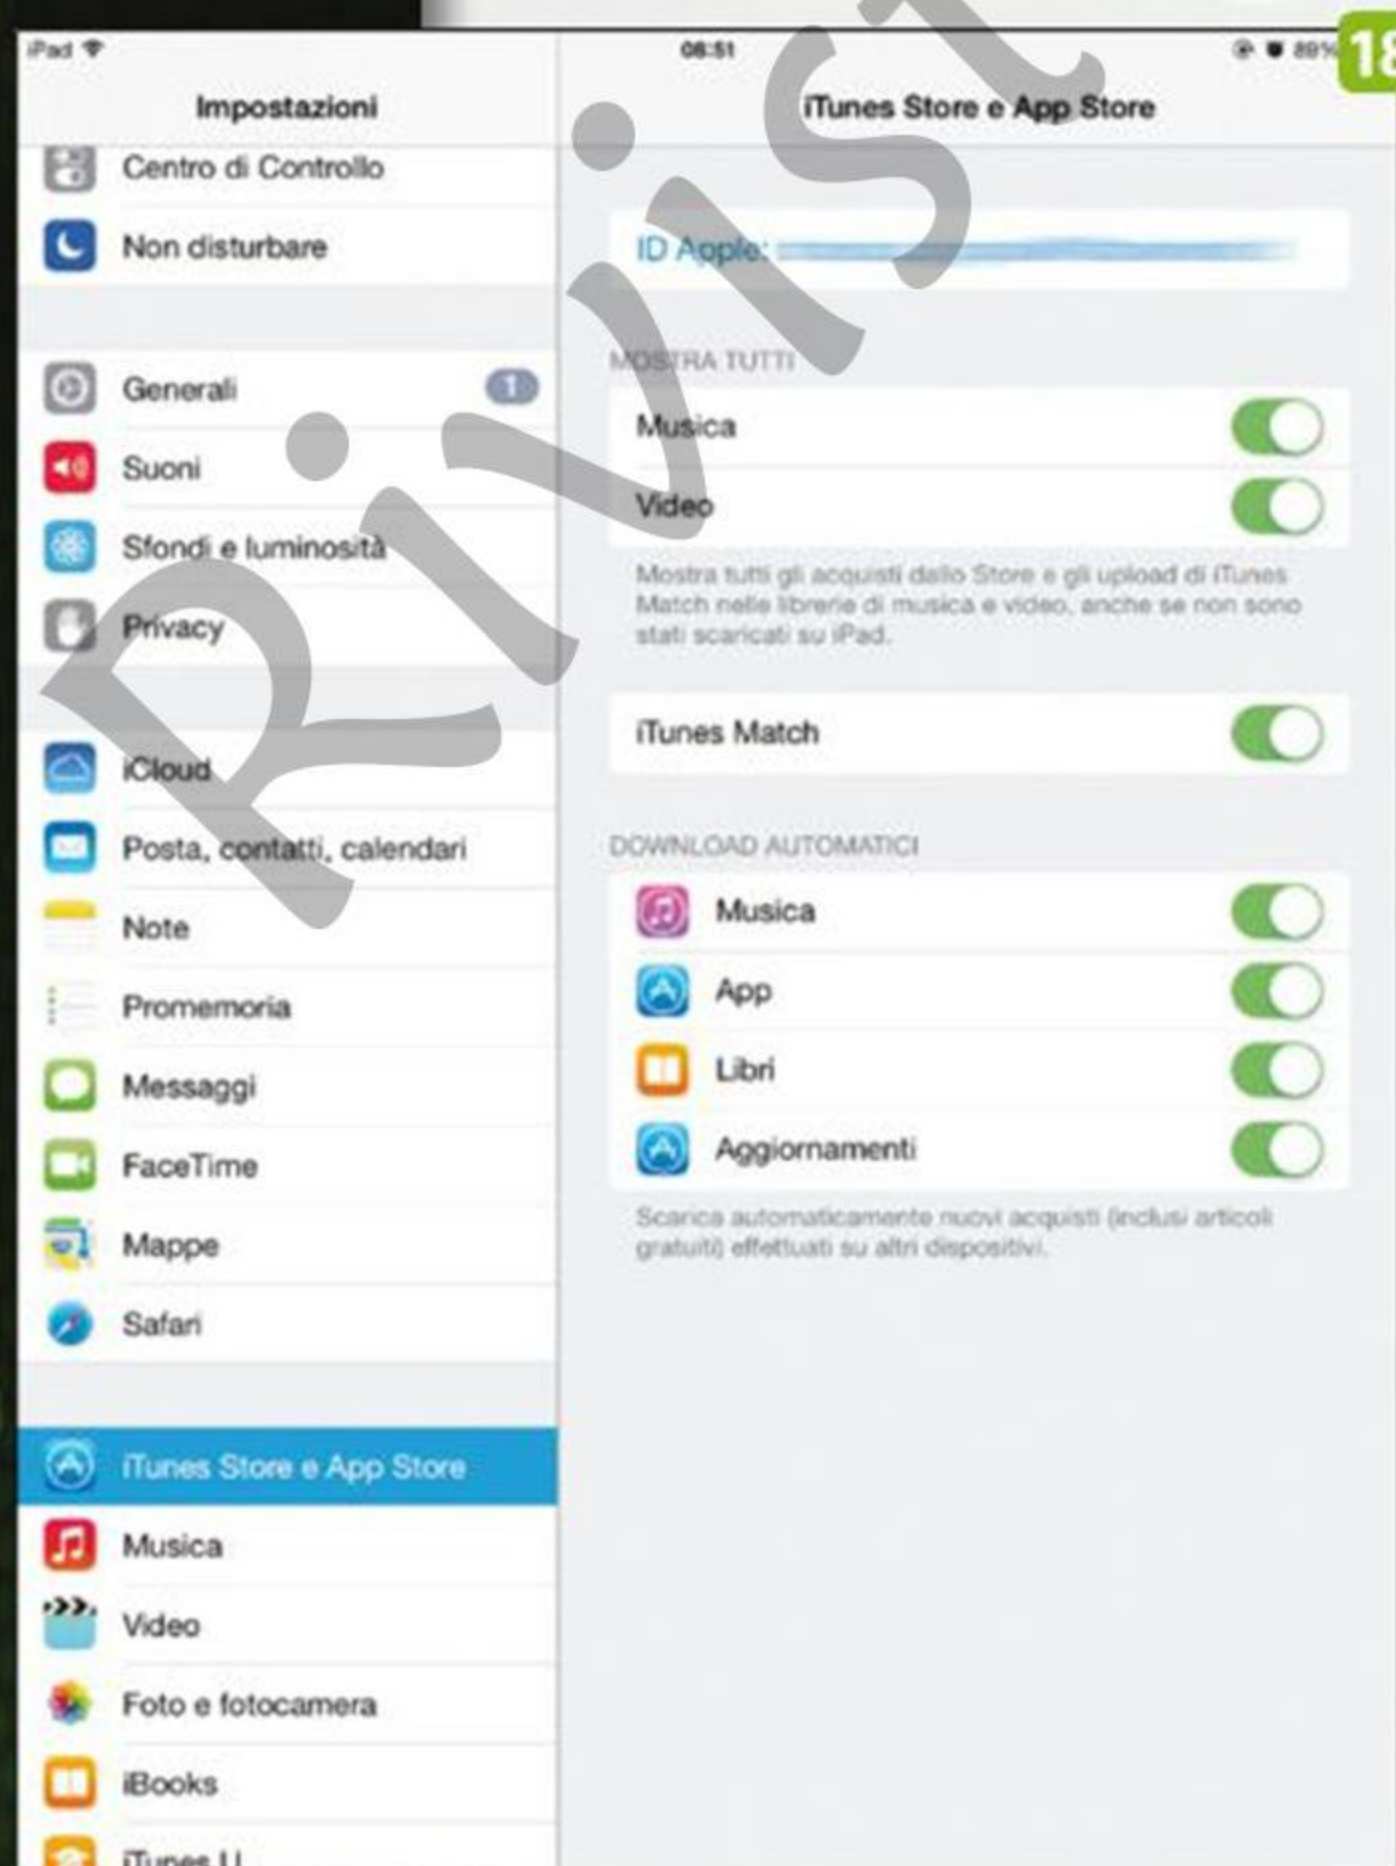 iPad
08:51
89%
18
Impostazioni
Centro di Controllo
Non disturbare
Generali 1
Suoni
Sfondi e luminosità
Privacy
iCloud
Posta, contatti, calendari
Note
Promemoria
Messaggi
FaceTime
Mappe
Safari
iTunes Store e App Store
Musica
Video
Foto e fotocamera
iBooks
iTunes U
iTunes Store e App Store
ID Apple:
MOSTRA TUTTI
Musica
Video
Mostra tutti gli acquisti dallo Store e gli upload di iTunes
Match nelle librerie di musica e video, anche se non sono
stati scaricati su iPad.
iTunes Match
DOWNLOAD AUTOMATICI
Musica
App
Libri
Aggiornamenti
Scarica automaticamente nuovi acquisti (inclusi articoli
gratuiti) effettuati su altri dispositivi.
Rivist